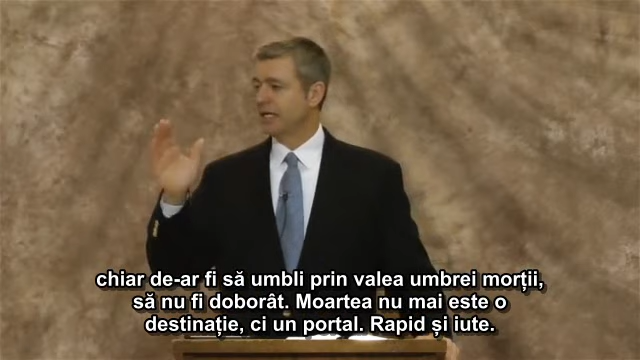 chiar de-ar fi să umbli prin valea umbrei morții,
să nu fi doborât. Moartea nu mai este o
destinație, ci un portal. Rapid și iute.